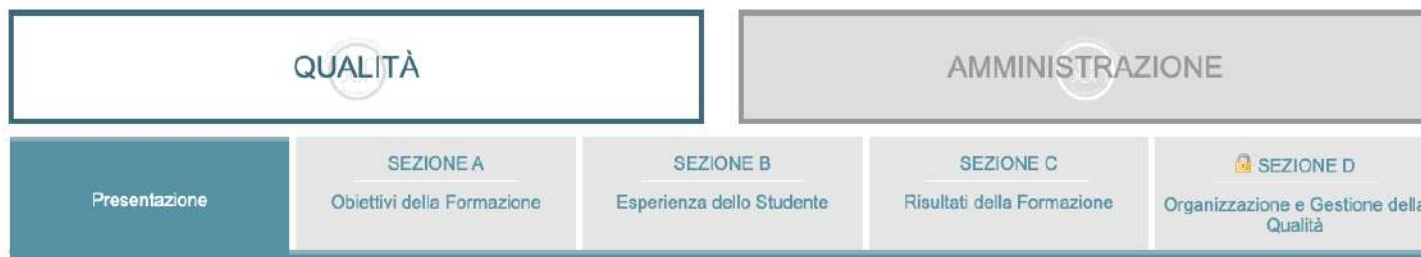 QUALITÀ
AMMINISTRAZIONE
Presentazione
SEZIONE A
Obiettivi della Formazione
SEZIONE B
Esperienza dello Studente
SEZIONE C
Risultati della Formazione
SEZIONE D
Organizzazione e Gestione della
Qualità